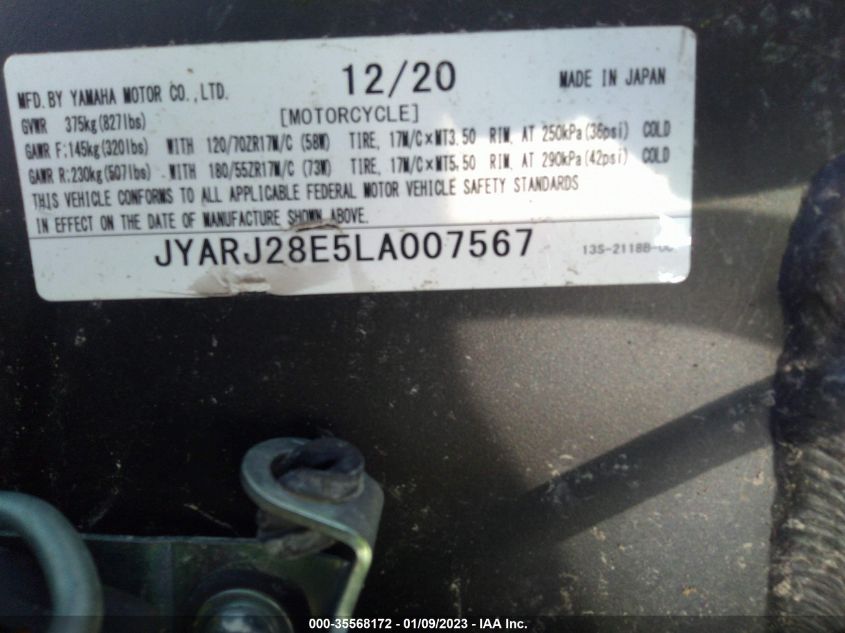 MFD. BY YAMAHA MOTOR CO., LTD. 12/20 MADE IN JAPAN
GVWR 375kg(827lbs) [MOTORCYCLE]
GAWR F:145kg(320lbs) WITH 120/70ZR17M/C (58W) TIRE, 17M/C×MT3.50 RIM, AT 250kPa(36psi) COLD
GAWR R:230kg(507lbs) WITH 180/55ZR17M/C (73W) TIRE, 17M/C×MT5.50 RIM, AT 290kPa(42psi) COLD
THIS VEHICLE CONFORMS TO ALL APPLICABLE FEDERAL MOTOR VEHICLE SAFETY STANDARDS
IN EFFECT ON THE DATE OF MANUFACTURE SHOWN ABOVE.
JYARJ28E5LA007567 13S-2118B-
000-35568172 - 01/09/2023 - IAA Inc.